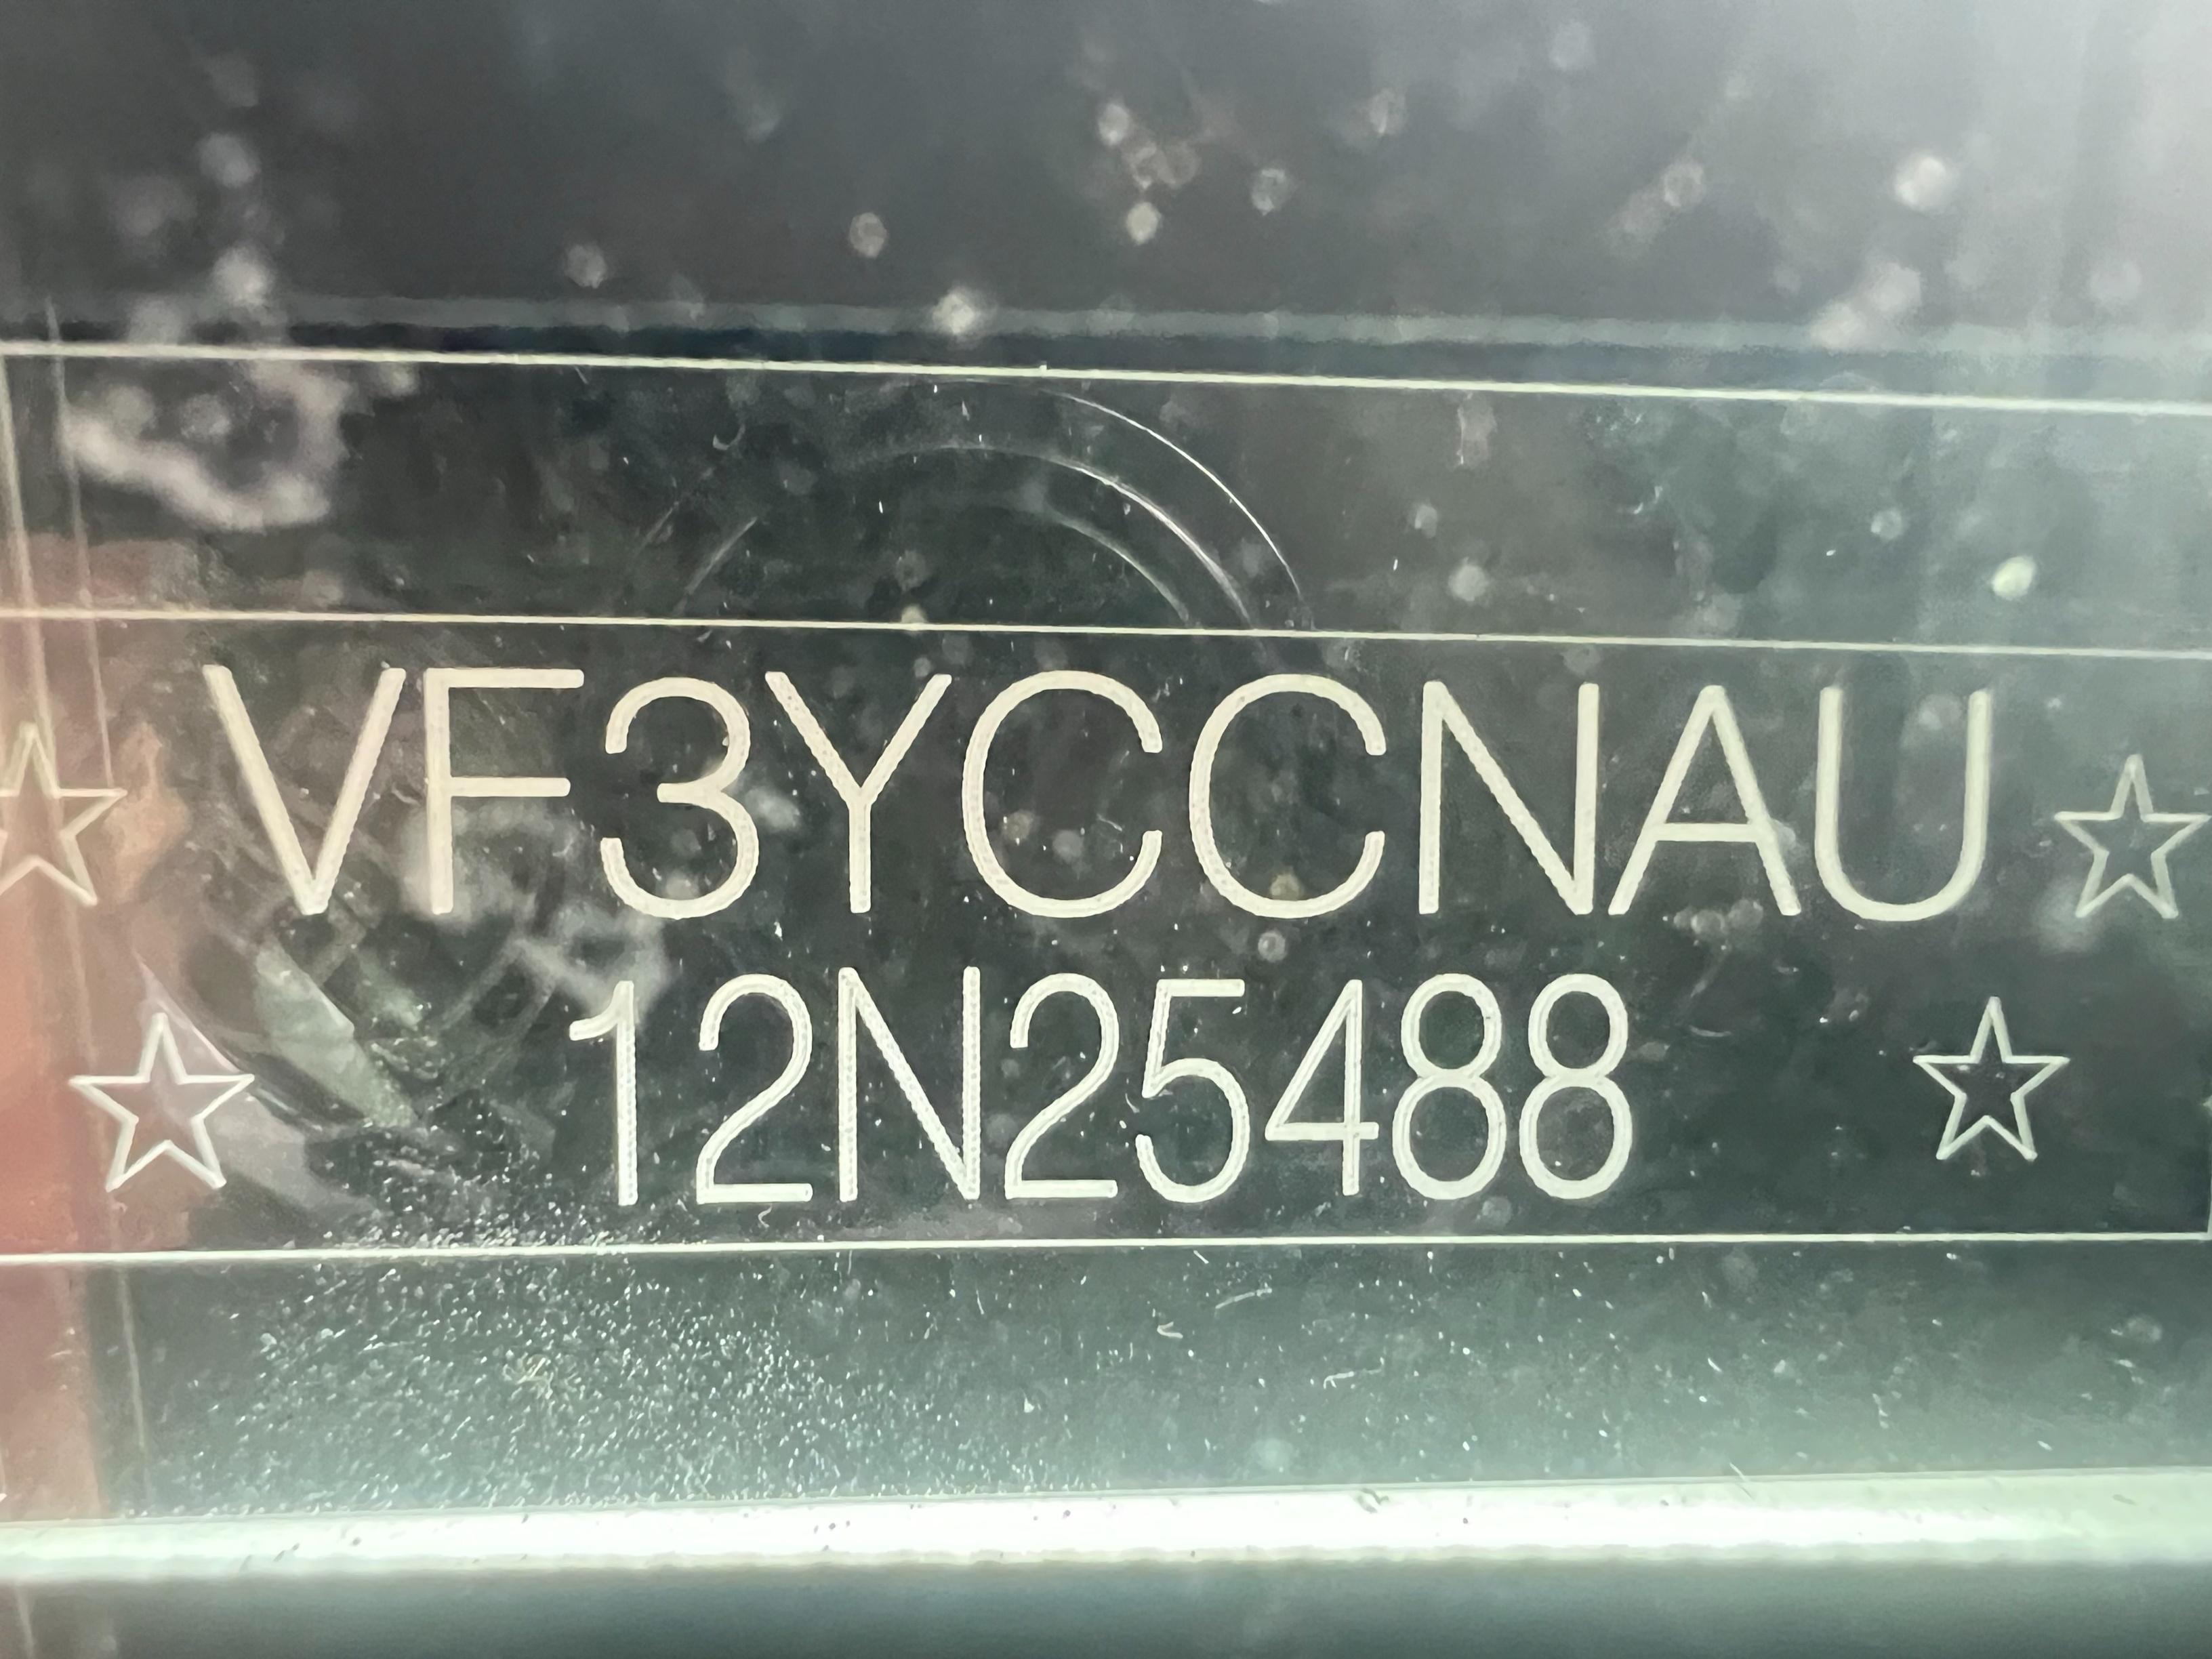 ☆ VF3YCCNAU ☆
☆ 12N25488 ☆